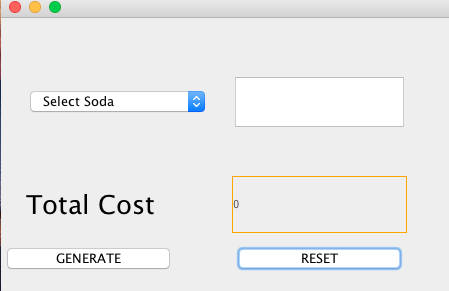 Select Soda
Total Cost
0
GENERATE
RESET